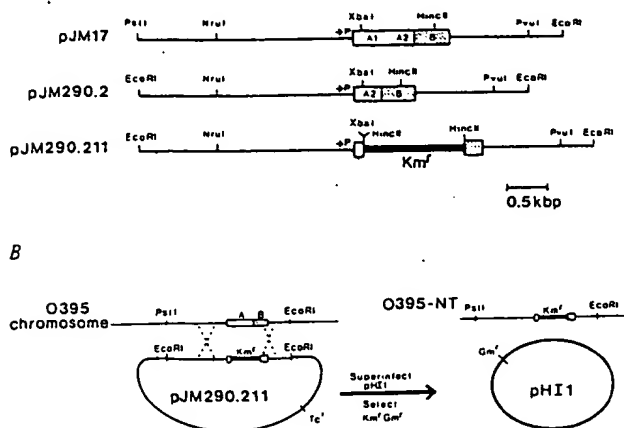 XbaI HincII
PstI NruI +P PvuI EcoRI
pJM17 A1 A2 B
XbaI HincII
EcoRI NruI +P PvuI EcoRI
pJM290.2 A2 B
XbaI
HincII HincII
EcoRI NruI +P PvuI EcoRI
pJM290.211
Kmr
0.5kbp
B
O395
chromosome
PstI A B EcoRI
EcoRI Kmr EcoRI
pJM290.211
Tcr
Superinfect
pHI1
Select
Kmr Gmr
O395-NT
PstI Kmr EcoRI
Gmr
pHI1